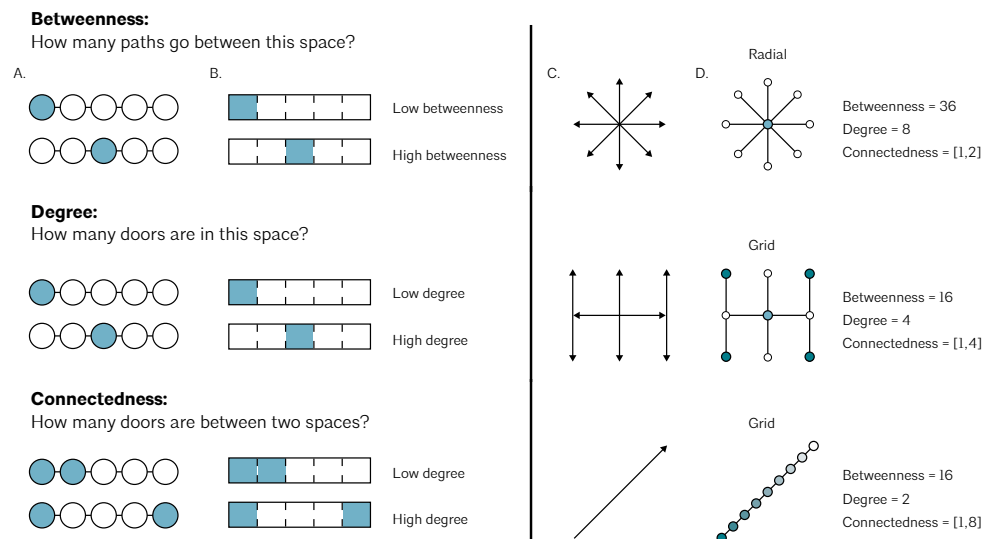 Betweenness:
How many paths go between this space?
A.
B.
Low betweenness
High betweenness
Degree:
How many doors are in this space?
Low degree
High degree
Connectedness:
How many doors are between two spaces?
Low degree
High degree
C.
D.
Radial
Betweenness = 36
Degree = 8
Connectedness = [1,2]
Grid
Betweenness = 16
Degree = 4
Connectedness = [1,4]
Grid
Betweenness = 16
Degree = 2
Connectedness = [1,8]